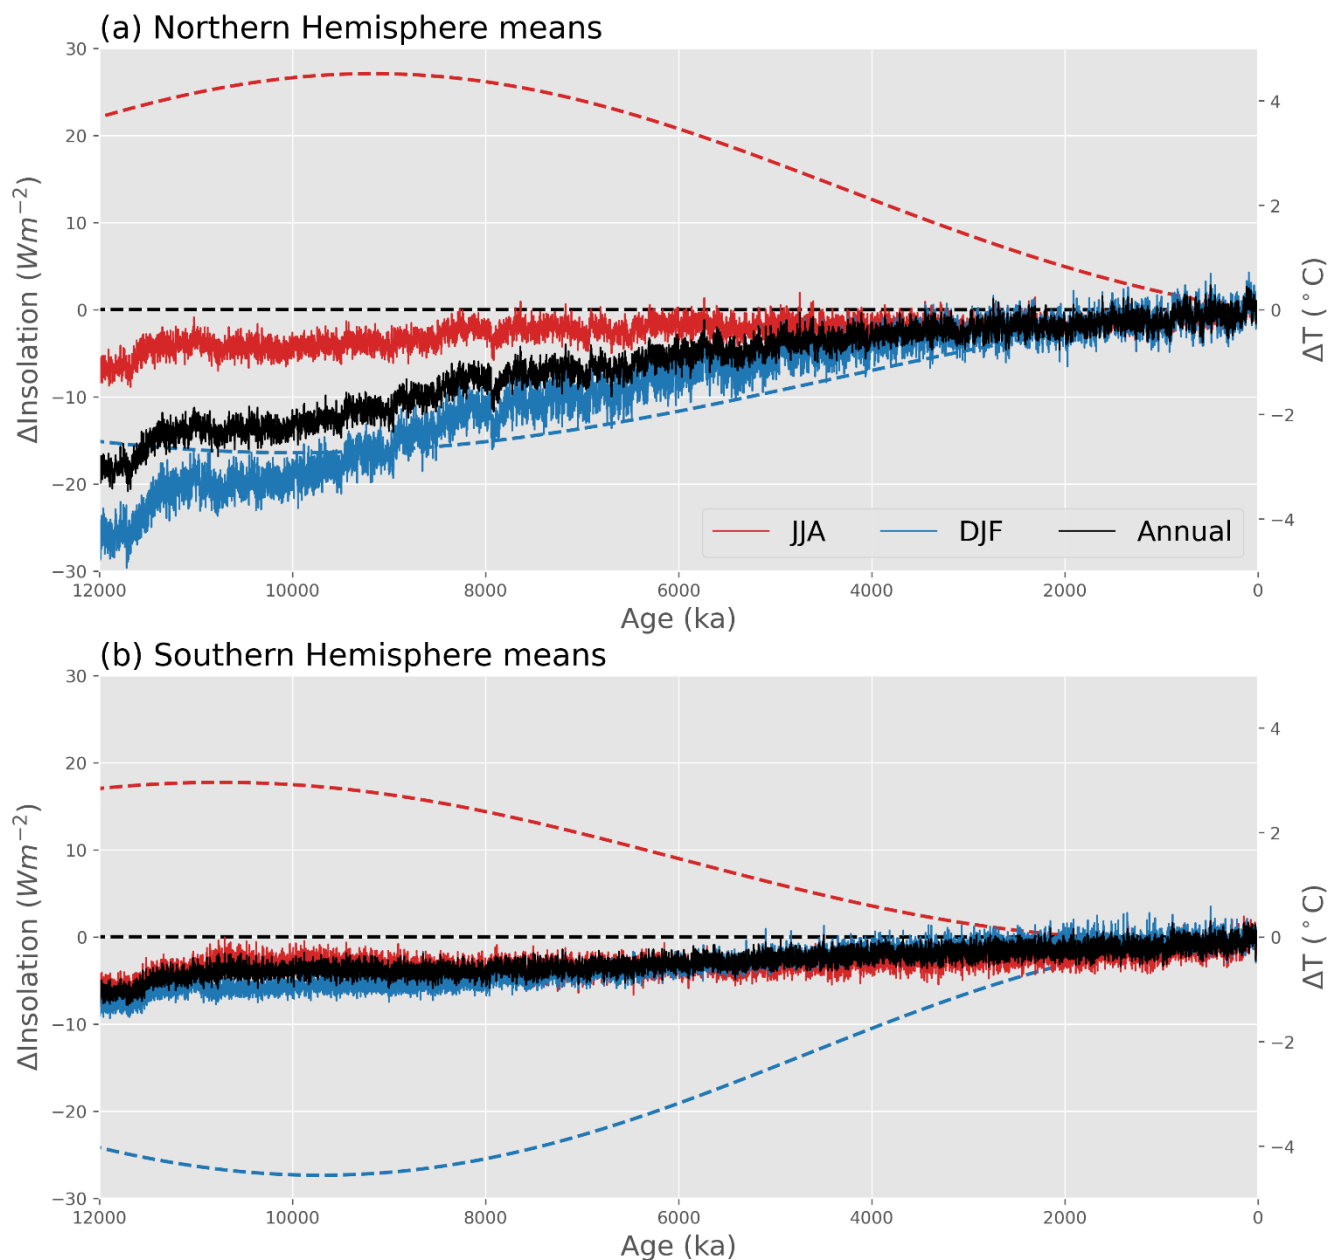 (a) Northern Hemisphere means
30
20
10
0
−10
−20
−30
ΔInsolation (Wm⁻²)
4
2
0
−2
−4
ΔT (°C)
JJA DJF Annual
12000 10000 8000 6000 4000 2000 0
Age (ka)
(b) Southern Hemisphere means
30
20
10
0
−10
−20
−30
ΔInsolation (Wm⁻²)
4
2
0
−2
−4
ΔT (°C)
12000 10000 8000 6000 4000 2000 0
Age (ka)